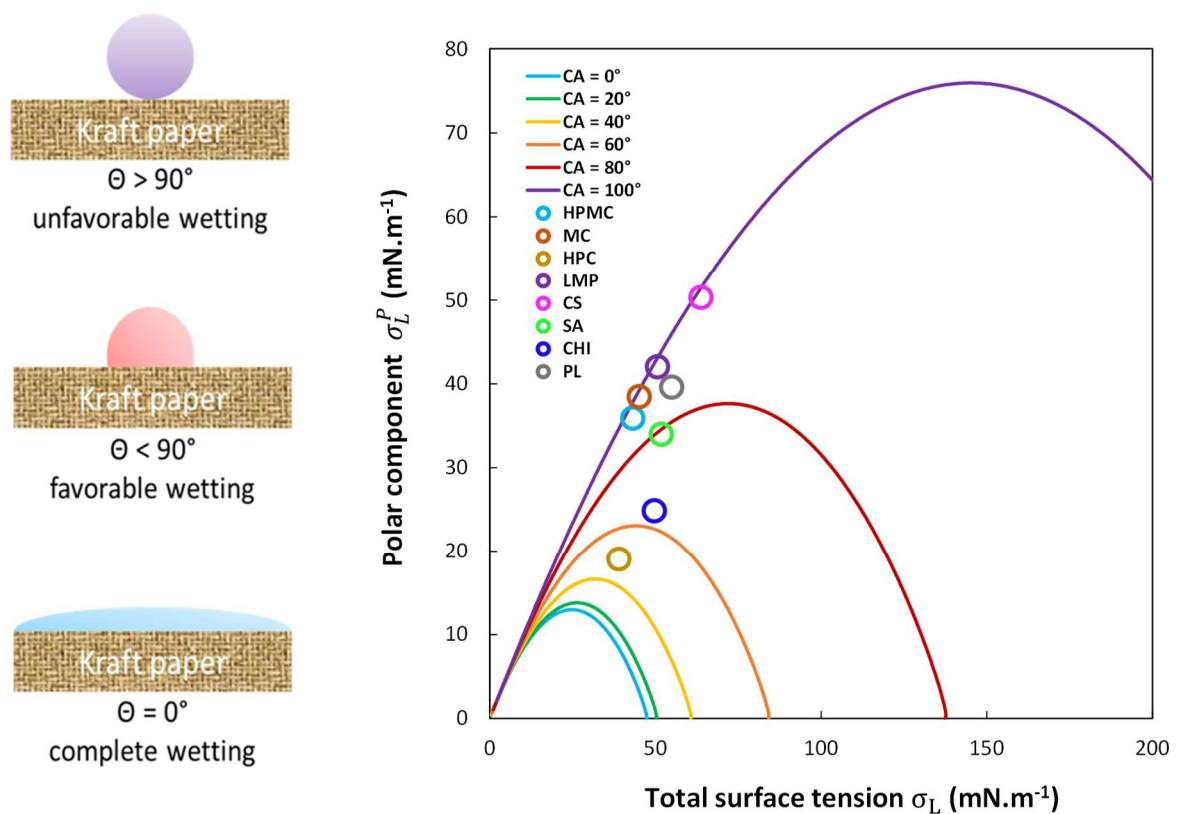 Kraft paper
Θ > 90°
unfavorable wetting
Kraft paper
Θ < 90°
favorable wetting
Kraft paper
Θ = 0°
complete wetting
Polar component σ_L^P (mN.m⁻¹)
80
70
60
50
40
30
20
10
0
CA = 0°
CA = 20°
CA = 40°
CA = 60°
CA = 80°
CA = 100°
HPMC
MC
HPC
LMP
CS
SA
CHI
PL
0 50 100 150 200
Total surface tension σ_L (mN.m⁻¹)